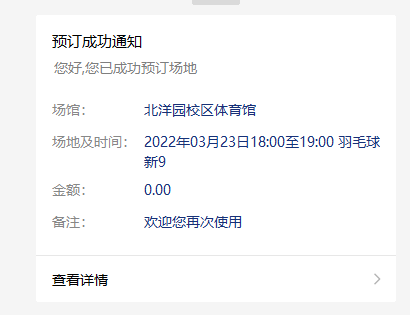 预订成功通知
您好,您已成功预订场地
场馆： 北洋园校区体育馆
场地及时间： 2022年03月23日18:00至19:00 羽毛球
新9
金额： 0.00
备注： 欢迎您再次使用
查看详情